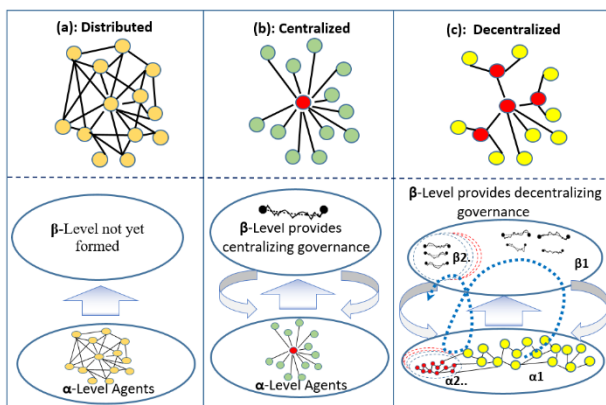 (a): Distributed
(b): Centralized
(c): Decentralized
β-Level not yet
formed
α-Level Agents
β-Level provides
centralizing governance
α-Level Agents
β-Level provides decentralizing
governance
β2.
β1
α2..
α1